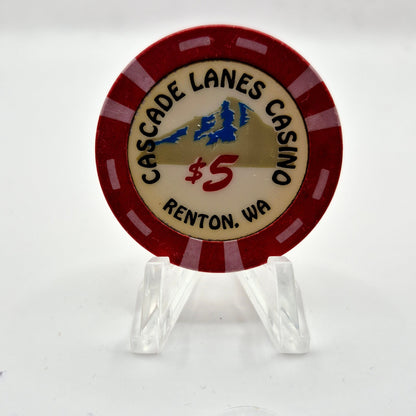 CASCADE LANES CASINO
$5
RENTON, WA